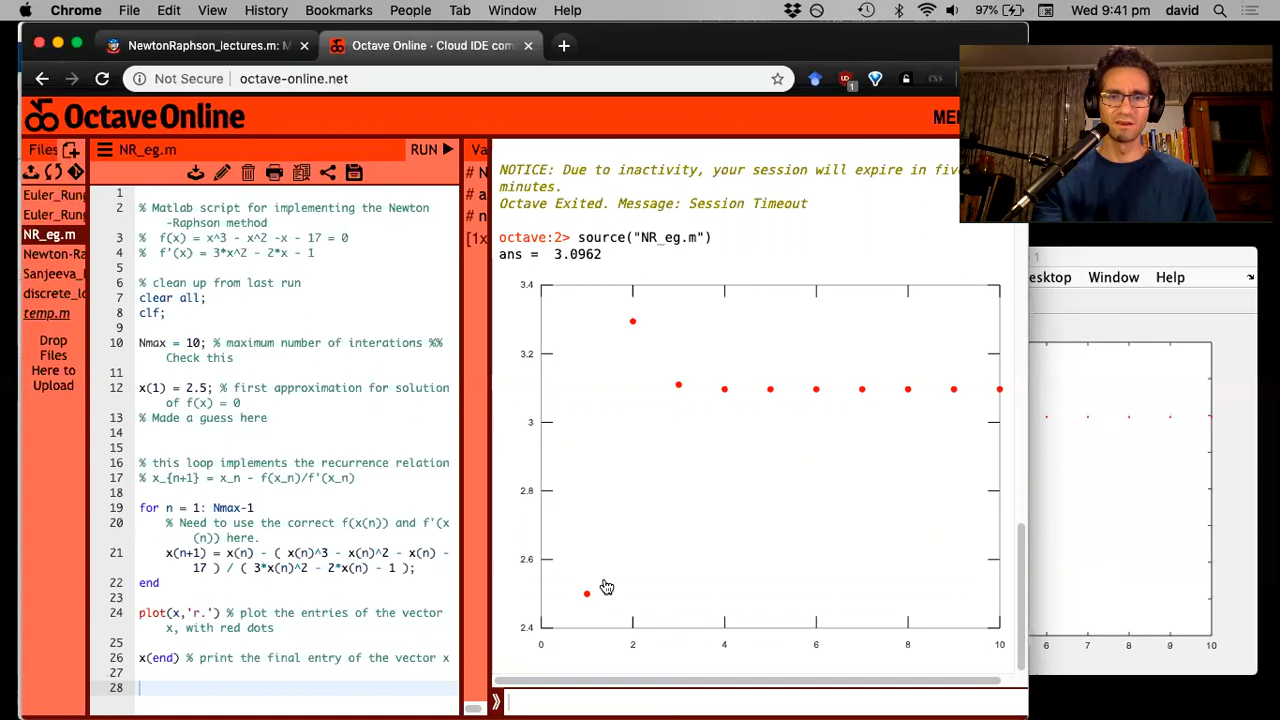 Chrome File Edit View History Bookmarks People Tab Window Help 97% Wed 9:41 pm david
NewtonRaphson_lectures.m: M
Octave Online · Cloud IDE com
Not Secure octave-online.net
CSS
1
Octave Online
MEN
Files
NR_eg.m
RUN
Va
Euler_Rung
Euler_Rung
NR_eg.m
Newton-Ra
Sanjeeva_
discrete_lo
temp.m
Drop
Files
Here to
Upload
1
2 % Matlab script for implementing the Newton
-Raphson method
3 % f(x) = x^3 - x^2 -x - 17 = 0
4 % f'(x) = 3*x^2 - 2*x - 1
5
6 % clean up from last run
7 clear all;
8 clf;
9
10 Nmax = 10; % maximum number of interations %%
Check this
11
12 x(1) = 2.5; % first approximation for solution
of f(x) = 0
13 % Made a guess here
14
15
16 % this loop implements the recurrence relation
17 % x_{n+1} = x_n - f(x_n)/f'(x_n)
18
19 for n = 1: Nmax-1
20 % Need to use the correct f(x(n)) and f'(x
(n)) here.
21 x(n+1) = x(n) - ( x(n)^3 - x(n)^2 - x(n) -
17 ) / ( 3*x(n)^2 - 2*x(n) - 1 );
22 end
23
24 plot(x,'r.') % plot the entries of the vector
x, with red dots
25
26 x(end) % print the final entry of the vector x
27
28
# N
# a
# n
[1x
NOTICE: Due to inactivity, your session will expire in five
minutes.
Octave Exited. Message: Session Timeout
octave:2> source("NR_eg.m")
ans = 3.0962
3.4
3.2
3
2.8
2.6
2.4
0 2 4 6 8 10
esktop Window Help
1
6 7 8 9 10